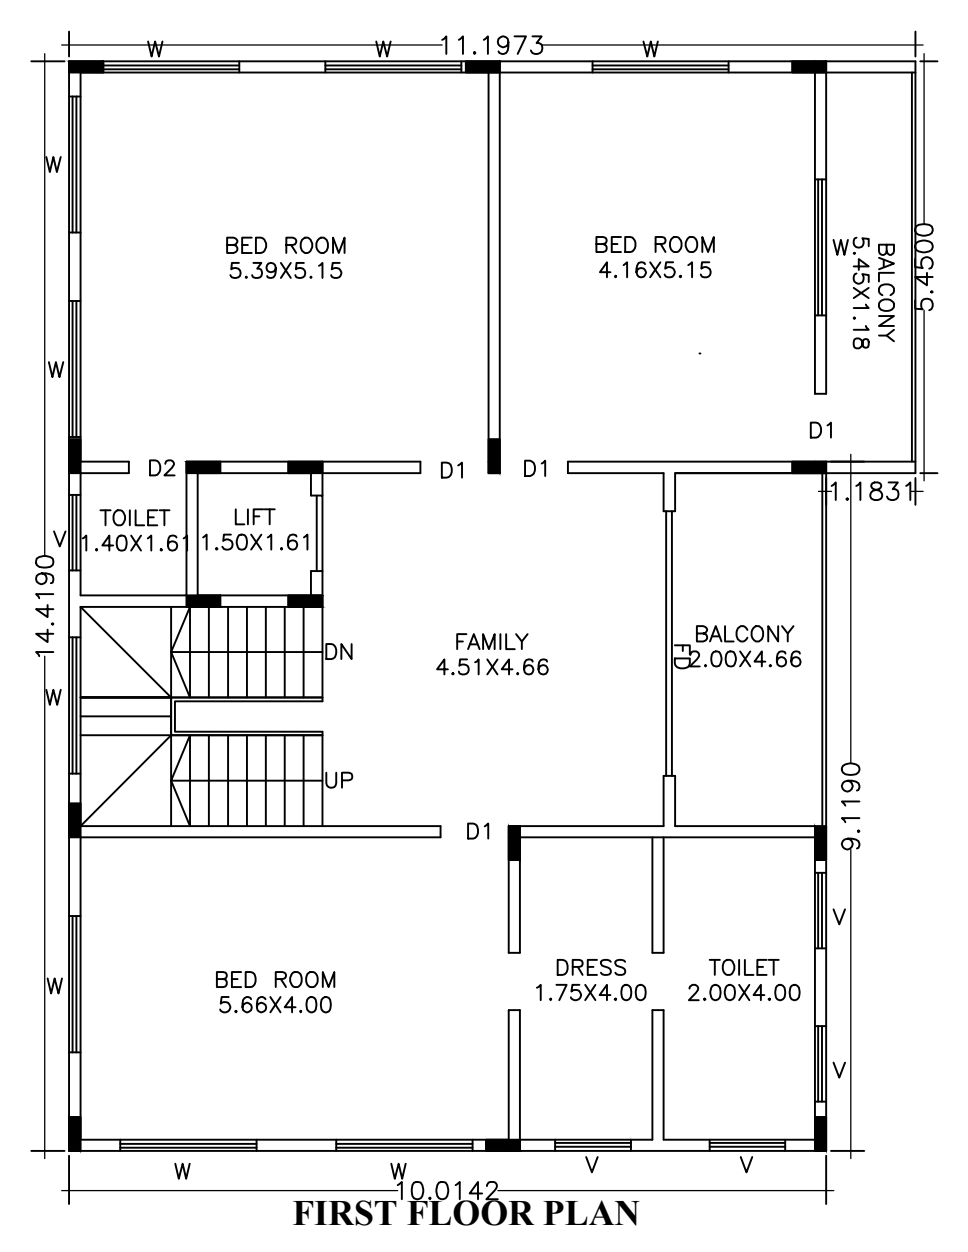 W W W
11.1973
W
BED ROOM
5.39X5.15
BED ROOM
4.16X5.15
W
BALCONY
5.45X1.18
5.4500
W
D1
D2
D1
D1
1.1831
V
TOILET
1.40X1.61
LIFT
1.50X1.61
14.4190
DN
FAMILY
4.51X4.66
FD
BALCONY
2.00X4.66
W
UP
9.1190
D1
V
W
BED ROOM
5.66X4.00
DRESS
1.75X4.00
TOILET
2.00X4.00
V
W W V V
10.0142
FIRST FLOOR PLAN